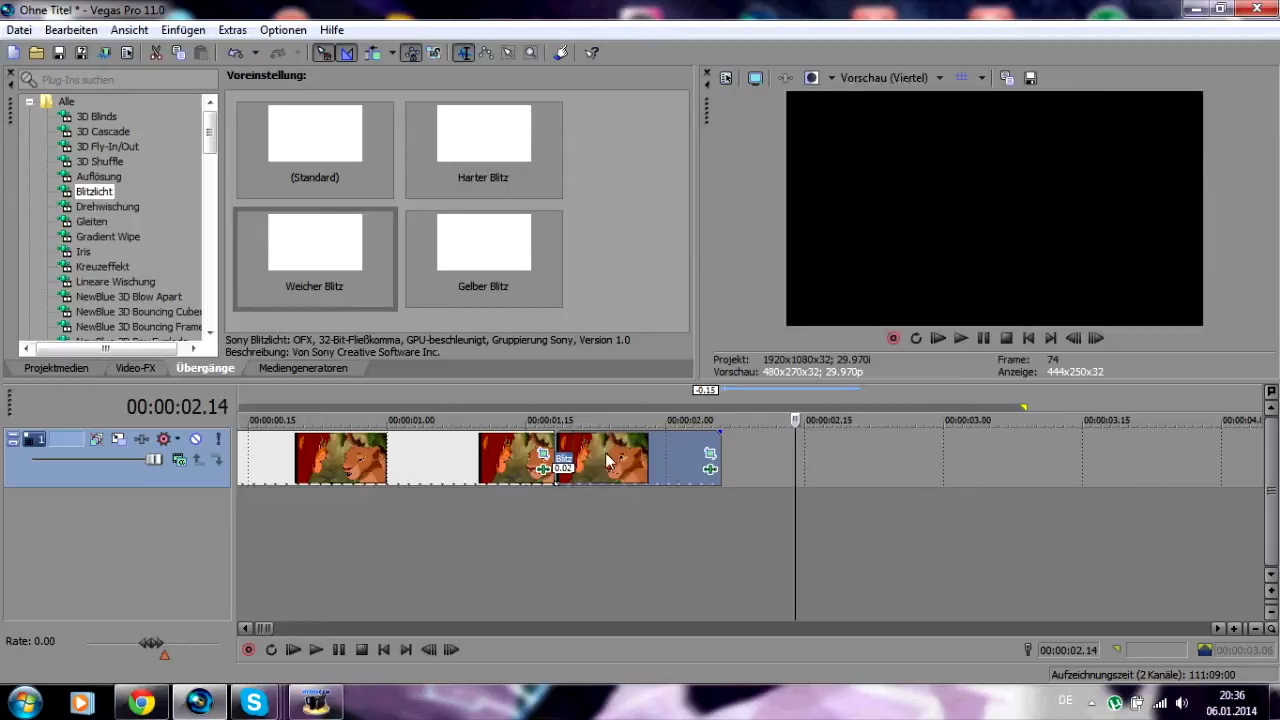 Ohne Titel * - Vegas Pro 11.0
Datei Bearbeiten Ansicht Einfügen Extras Optionen Hilfe
Plug-Ins suchen
Alle
3D Blinds
3D Cascade
3D Fly-In/Out
3D Shuffle
Auflösung
Blitzlicht
Drehwischung
Gleiten
Gradient Wipe
Iris
Kreuzeffekt
Lineare Wischung
NewBlue 3D Blow Apart
NewBlue 3D Bouncing Cube
NewBlue 3D Bouncing Frame
Voreinstellung:
(Standard)
Harter Blitz
Weicher Blitz
Gelber Blitz
Sony Blitzlicht: OFX, 32-Bit-Fließkomma, GPU-beschleunigt, Gruppierung Sony, Version 1.0
Beschreibung: Von Sony Creative Software Inc.
Projektmedien Video-FX Übergänge Mediengeneratoren
Vorschau (Viertel)
Projekt: 1920x1080x32; 29.970i Frame: 74
Vorschau: 480x270x32; 29.970p Anzeige: 444x250x32
-0.15
00:00:02.14
00:00:00.15 00:00:01.00 00:00:01.15 00:00:02.00 00:00:02.15 00:00:03.00 00:00:03.15 00:00:04.
1
Blitz
0.02
Rate: 0.00
00:00:02.14
00:00:03.06
Aufzeichnungszeit (2 Kanäle): 111:09:00
DE
20:36
06.01.2014